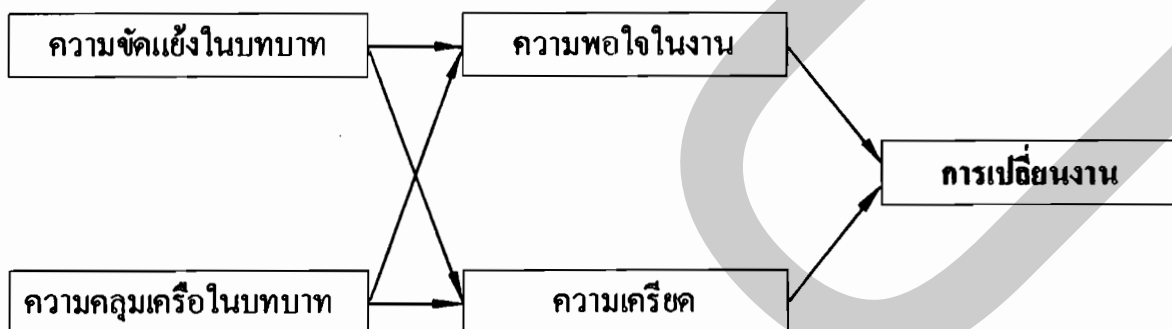 ความขัดแย้งในบทบาท
ความพอใจในงาน
การเปลี่ยนงาน
ความคลุมเครือในบทบาท
ความเครียด